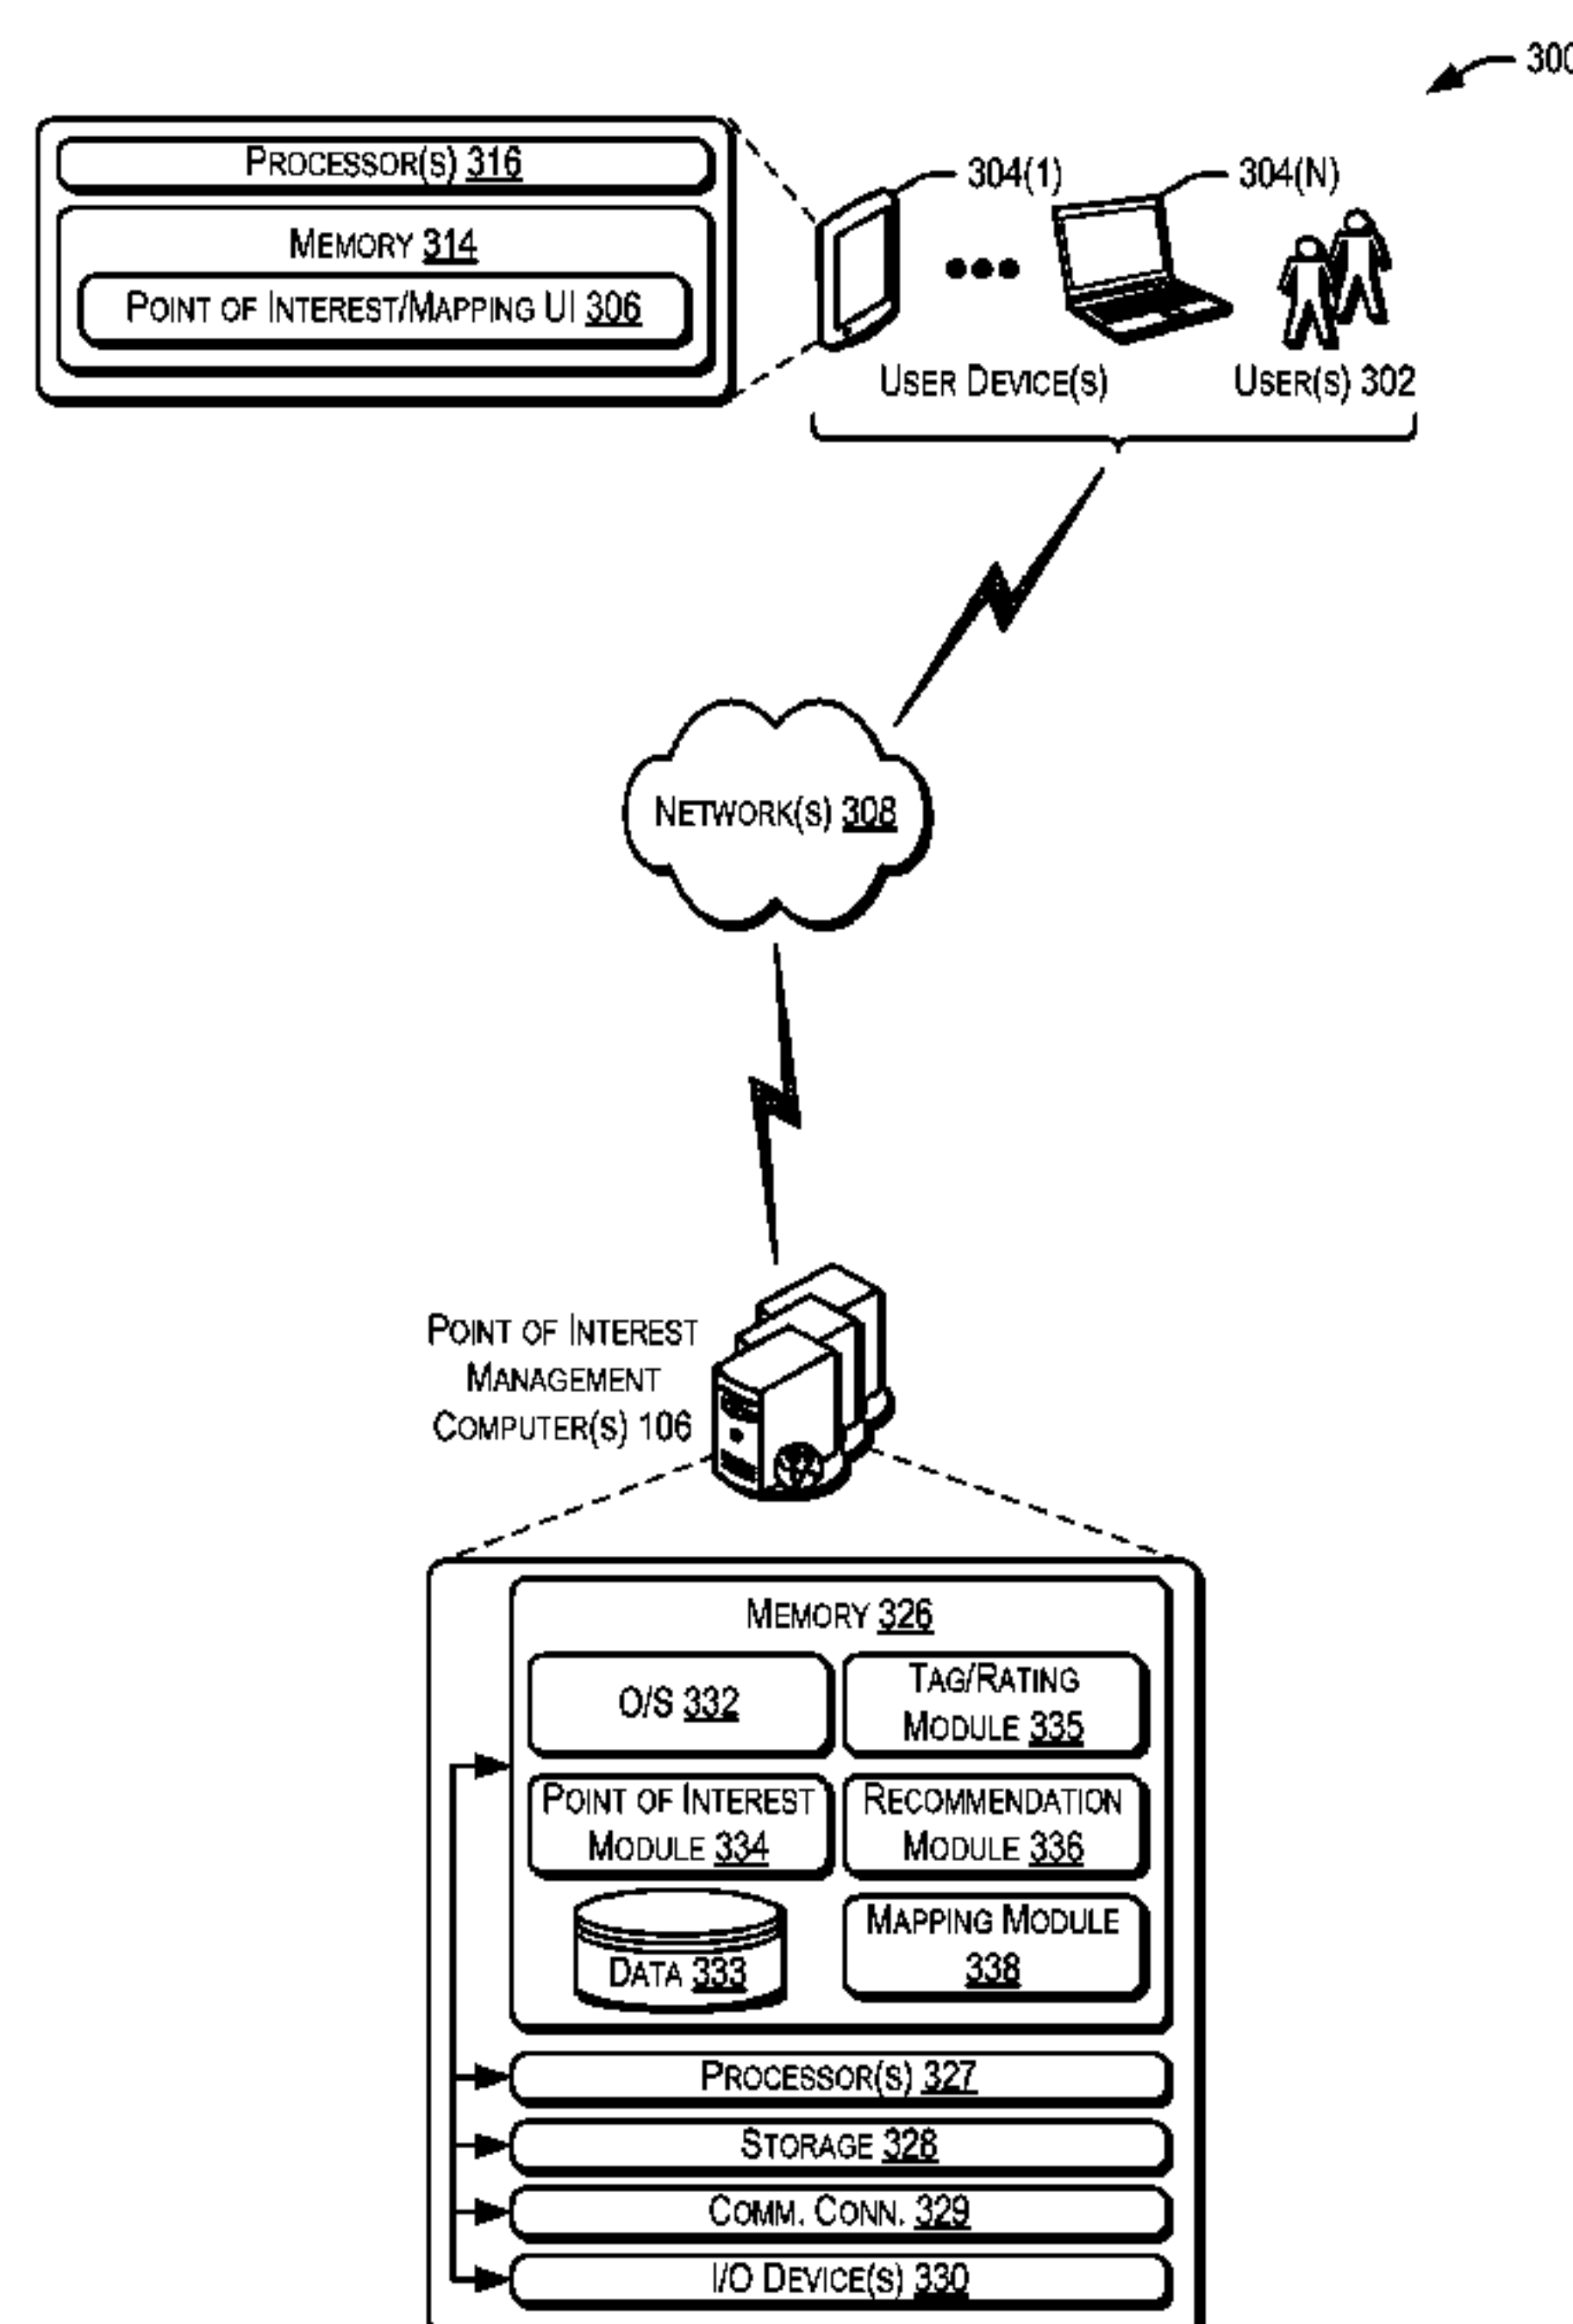 300
PROCESSOR(S) 316
MEMORY 314
POINT OF INTEREST/MAPPING UI 306
304(1)
304(N)
USER DEVICE(S)
USER(S) 302
NETWORK(S) 308
POINT OF INTEREST
MANAGEMENT
COMPUTER(S) 106
MEMORY 326
O/S 332
TAG/RATING
MODULE 335
POINT OF INTEREST
MODULE 334
RECOMMENDATION
MODULE 336
DATA 333
MAPPING MODULE
338
PROCESSOR(S) 327
STORAGE 328
COMM. CONN. 329
I/O DEVICE(S) 330